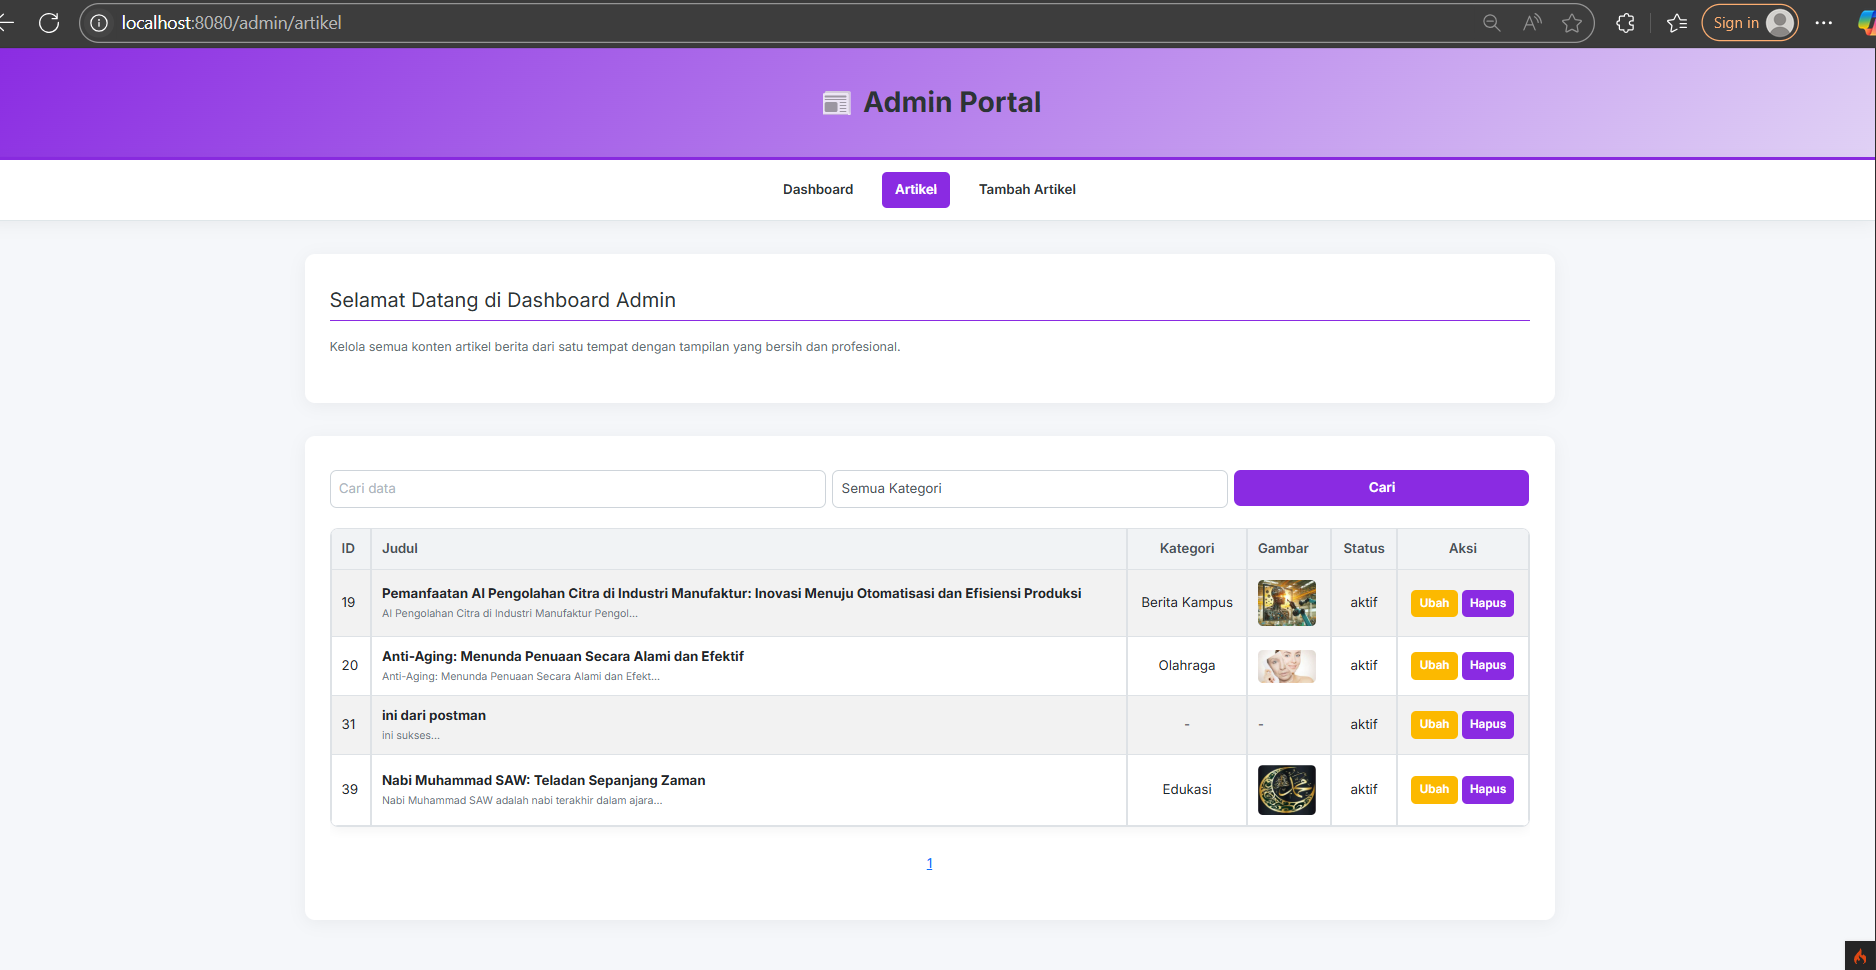 localhost:8080/admin/artikel
Sign in
Admin Portal
Dashboard
Artikel
Tambah Artikel
Selamat Datang di Dashboard Admin
Kelola semua konten artikel berita dari satu tempat dengan tampilan yang bersih dan profesional.
Cari data
Semua Kategori
Cari
ID Judul Kategori Gambar Status Aksi
19 Pemanfaatan AI Pengolahan Citra di Industri Manufaktur: Inovasi Menuju Otomatisasi dan Efisiensi Produksi
AI Pengolahan Citra di Industri Manufaktur Pengol...
Berita Kampus aktif Ubah Hapus
20 Anti-Aging: Menunda Penuaan Secara Alami dan Efektif
Anti-Aging: Menunda Penuaan Secara Alami dan Efekt...
Olahraga aktif Ubah Hapus
31 ini dari postman
ini sukses...
- - aktif Ubah Hapus
39 Nabi Muhammad SAW: Teladan Sepanjang Zaman
Nabi Muhammad SAW adalah nabi terakhir dalam ajara...
Edukasi aktif Ubah Hapus
1